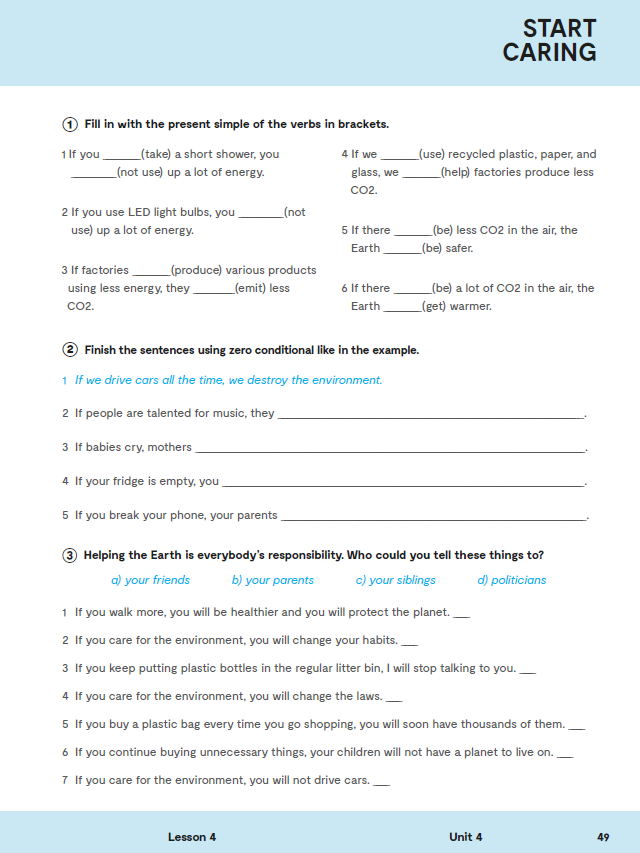 START
CARING
1 Fill in with the present simple of the verbs in brackets.
1 If you ______(take) a short shower, you
_______(not use) up a lot of energy.
2 If you use LED light bulbs, you _______(not
use) up a lot of energy.
3 If factories ______(produce) various products
using less energy, they _______(emit) less
CO2.
4 If we ______(use) recycled plastic, paper, and
glass, we ______(help) factories produce less
CO2.
5 If there ______(be) less CO2 in the air, the
Earth ______(be) safer.
6 If there ______(be) a lot of CO2 in the air, the
Earth ______(get) warmer.
2 Finish the sentences using zero conditional like in the example.
1 If we drive cars all the time, we destroy the environment.
2 If people are talented for music, they ______________________________________________.
3 If babies cry, mothers ___________________________________________________________.
4 If your fridge is empty, you _______________________________________________________.
5 If you break your phone, your parents ______________________________________________.
3 Helping the Earth is everybody's responsibility. Who could you tell these things to?
a) your friends b) your parents c) your siblings d) politicians
1 If you walk more, you will be healthier and you will protect the planet. ___
2 If you care for the environment, you will change your habits. ___
3 If you keep putting plastic bottles in the regular litter bin, I will stop talking to you. ___
4 If you care for the environment, you will change the laws. ___
5 If you buy a plastic bag every time you go shopping, you will soon have thousands of them. ___
6 If you continue buying unnecessary things, your children will not have a planet to live on. ___
7 If you care for the environment, you will not drive cars. ___
Lesson 4 Unit 4 49